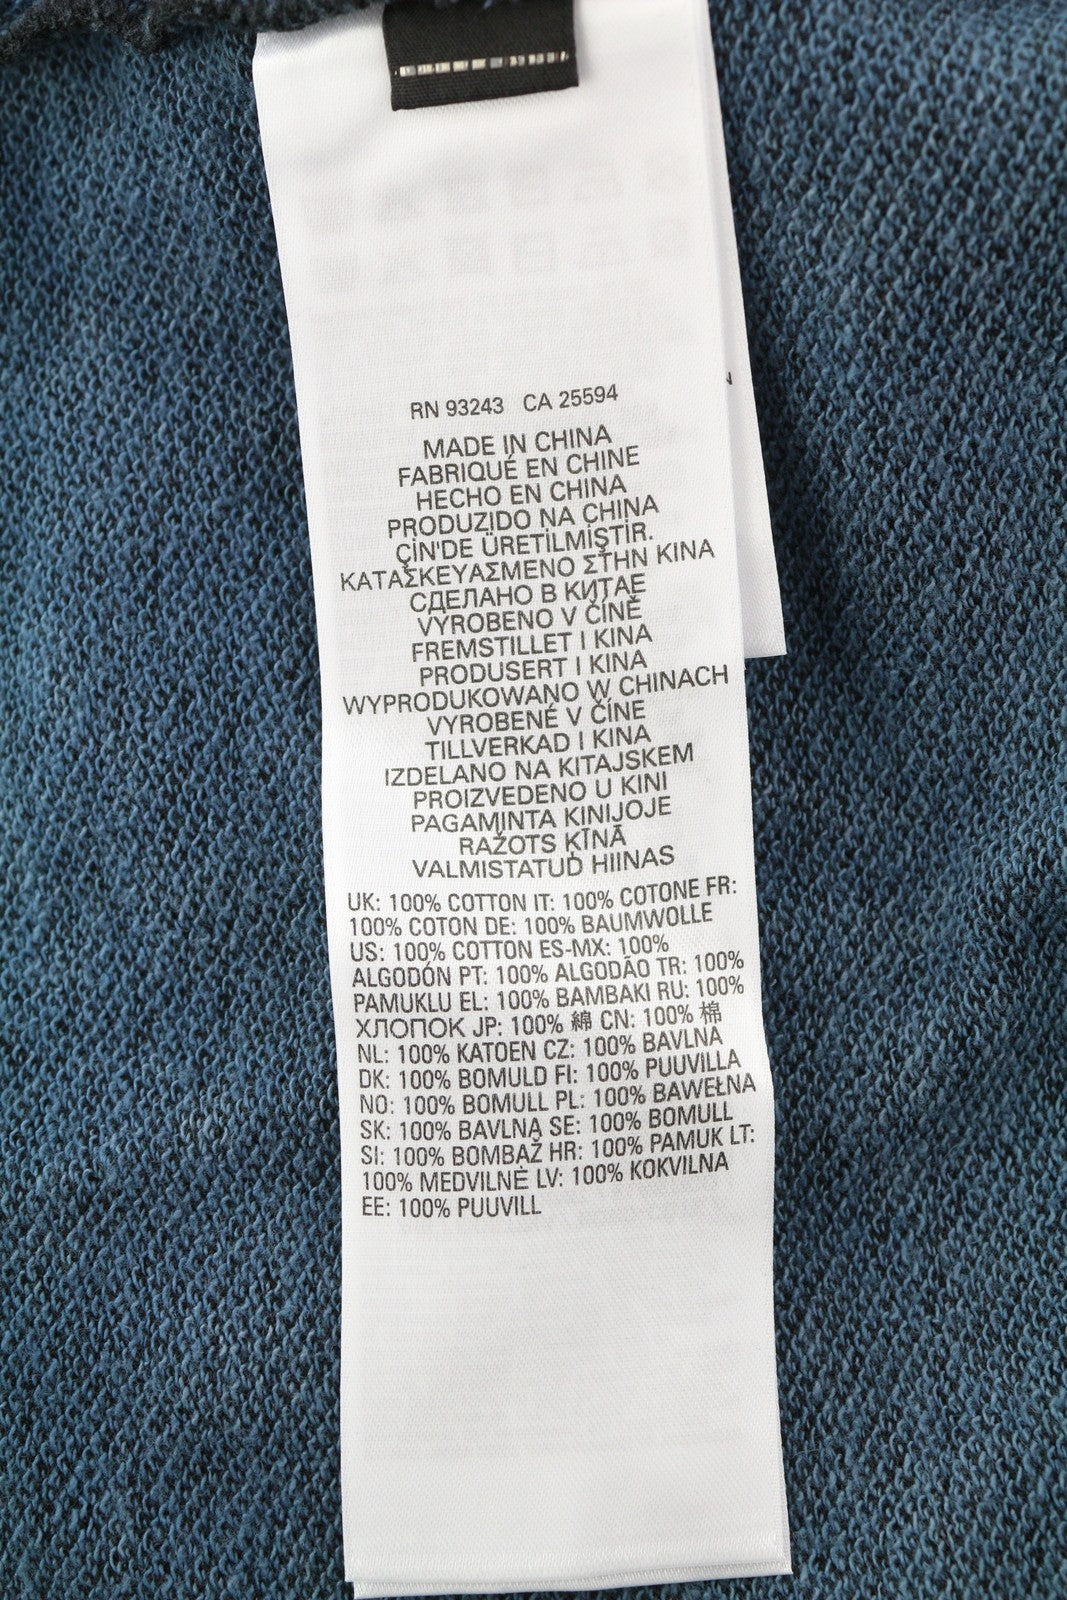 RN 93243 CA 25594
MADE IN CHINA
FABRIQUÉ EN CHINE
HECHO EN CHINA
PRODUZIDO NA CHINA
ÇİN'DE ÜRETİLMİŞTİR.
ΚΑΤΑΣΚΕΥΑΣΜΕΝΟ ΣΤΗΝ ΚΙΝΑ
СДЕЛАНО В КИТАЕ
VYROBENO V ČÍNĚ
FREMSTILLET I KINA
PRODUSERT I KINA
WYPRODUKOWANO W CHINACH
VYROBENÉ V ČÍNE
TILLVERKAD I KINA
IZDELANO NA KITAJSKEM
PROIZVEDENO U KINI
PAGAMINTA KINIJOJE
RAŽOTS ĶĪNĀ
VALMISTATUD HIINAS
UK: 100% COTTON IT: 100% COTONE FR:
100% COTON DE: 100% BAUMWOLLE
US: 100% COTTON ES-MX: 100%
ALGODÓN PT: 100% ALGODÃO TR: 100%
PAMUKLU EL: 100% ΒΑΜΒΑΚΙ RU: 100%
ХЛОПОК JP: 100% 綿 CN: 100% 棉
NL: 100% KATOEN CZ: 100% BAVLNA
DK: 100% BOMULD FI: 100% PUUVILLA
NO: 100% BOMULL PL: 100% BAWEŁNA
SK: 100% BAVLNA SE: 100% BOMULL
SI: 100% BOMBAŽ HR: 100% PAMUK LT:
100% MEDVILNĖ LV: 100% KOKVILNA
EE: 100% PUUVILL